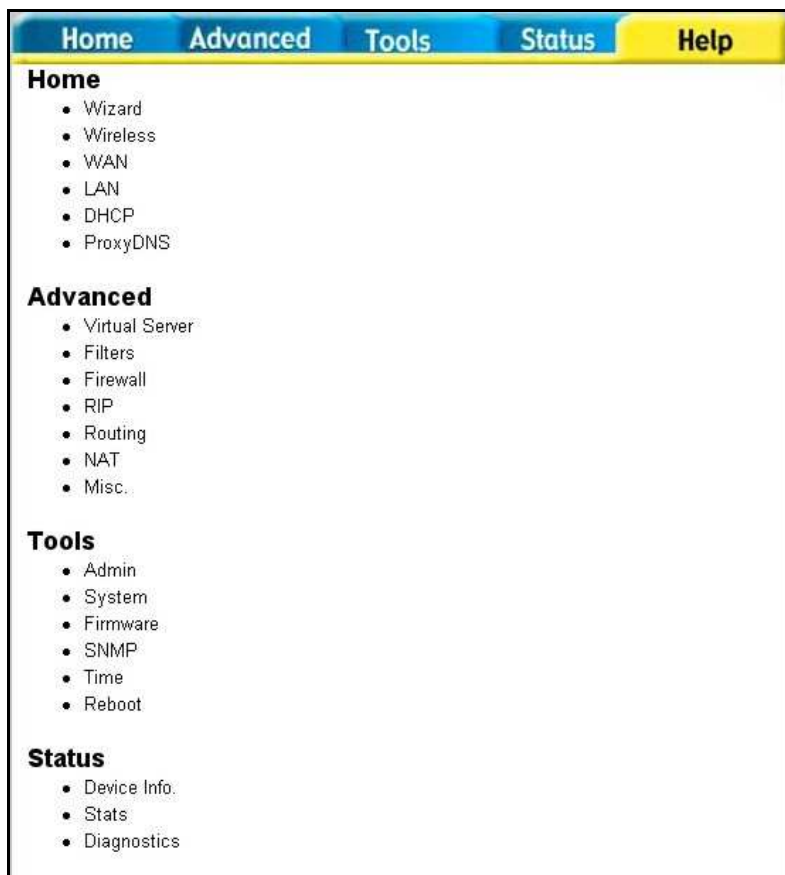 Home Advanced Tools Status Help
Home
• Wizard
• Wireless
• WAN
• LAN
• DHCP
• ProxyDNS
Advanced
• Virtual Server
• Filters
• Firewall
• RIP
• Routing
• NAT
• Misc.
Tools
• Admin
• System
• Firmware
• SNMP
• Time
• Reboot
Status
• Device Info.
• Stats
• Diagnostics